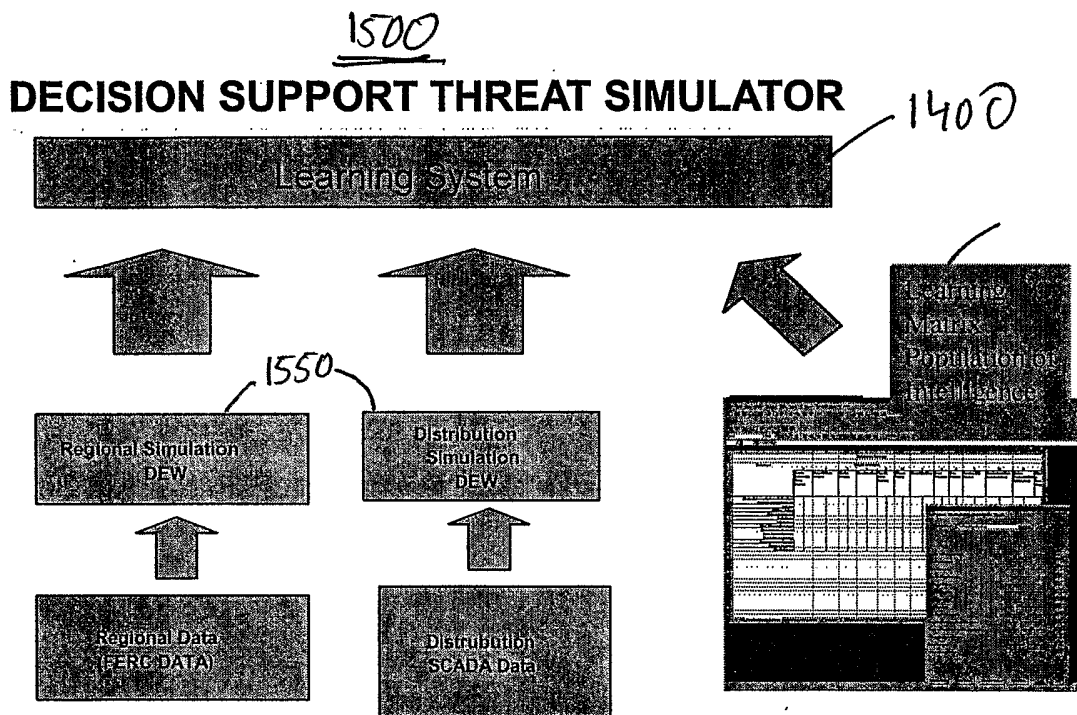 1500
DECISION SUPPORT THREAT SIMULATOR
1400
Learning System
Learning
Matrix
Population of
Intelligence
1550
Regional Simulation
DEW
Distribution
Simulation
DEW
Regional Data
(FERC DATA)
Distrubution
SCADA Data